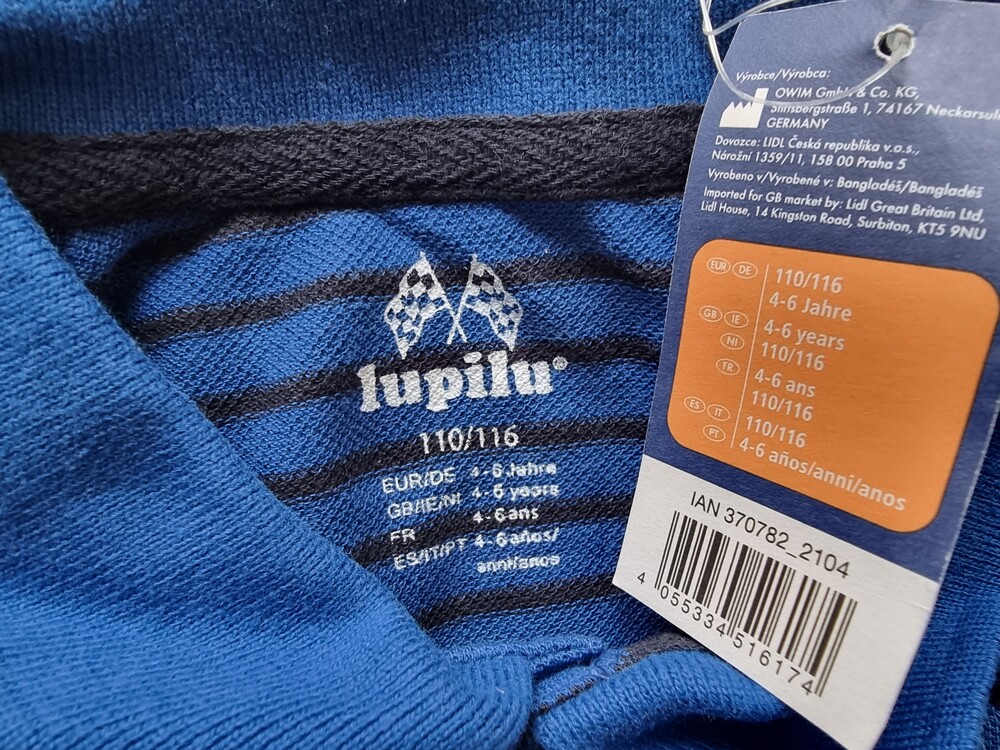 lupilu®
110/116
EUR/DE 4-6 Jahre
GB/IE/NI 4-6 years
FR 4-6 ans
ES/IT/PT 4-6 años/
anni/anos
Výrobce/Výrobca:
OWIM GmbH & Co. KG,
Stiftsbergstraße 1, 74167 Neckarsul
GERMANY
Dovozce: LIDL Česká republika v.o.s.,
Nárožní 1359/11, 158 00 Praha 5
Vyrobeno v/Vyrobené v: Bangladéš/Bangladéš
Imported for GB market by: Lidl Great Britain Ltd,
Lidl House, 14 Kingston Road, Surbiton, KT5 9NU
EUR DE 110/116
4-6 Jahre
GB IE 4-6 years
NI 110/116
FR 4-6 ans
110/116
ES IT 110/116
PT 4-6 años/anni/anos
IAN 370782_2104
4 055334 516174